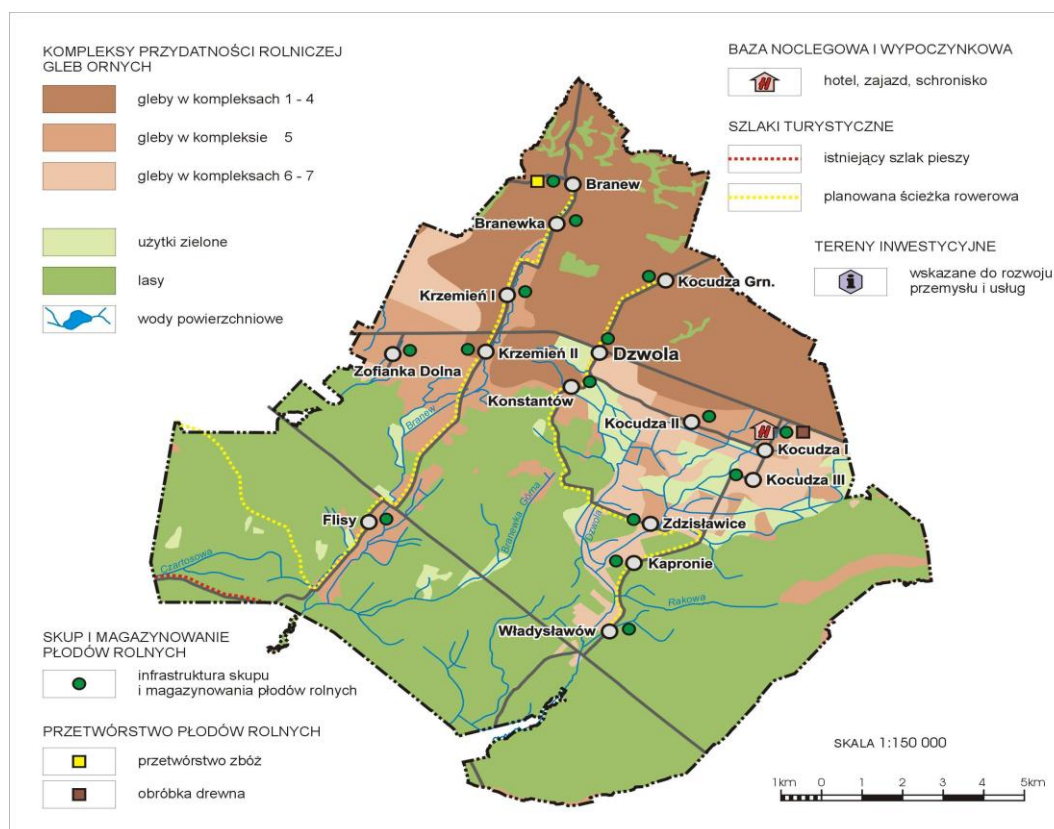 KOMPLEKSY PRZYDATNOŚCI ROLNICZEJ
GLEB ORNYCH
gleby w kompleksach 1 - 4
gleby w kompleksie 5
gleby w kompleksach 6 - 7
użytki zielone
lasy
wody powierzchniowe
BAZA NOCLEGOWA I WYPOCZYNKOWA
H
hotel, zajazd, schronisko
SZLAKI TURYSTYCZNE
istniejący szlak pieszy
planowana ścieżka rowerowa
TERENY INWESTYCYJNE
i
wskazane do rozwoju
przemysłu i usług
Branew
Branewka
Kocudza Grn.
Krzemień I
Krzemień II
Dzwola
Zofianka Dolna
Konstantów
Branew
Kocudza II
H
Kocudza I
Kocudza III
Branewka Górna
Flisy
Dzwola
Zdzisławice
Czartosowa
Kapronie
Rakowa
Władysławów
SKUP I MAGAZYNOWANIE
PŁODÓW ROLNYCH
infrastruktura skupu
i magazynowania płodów rolnych
PRZETWÓRSTWO PŁODÓW ROLNYCH
przetwórstwo zbóż
obróbka drewna
SKALA 1:150 000
1km 0 1 2 3 4 5km